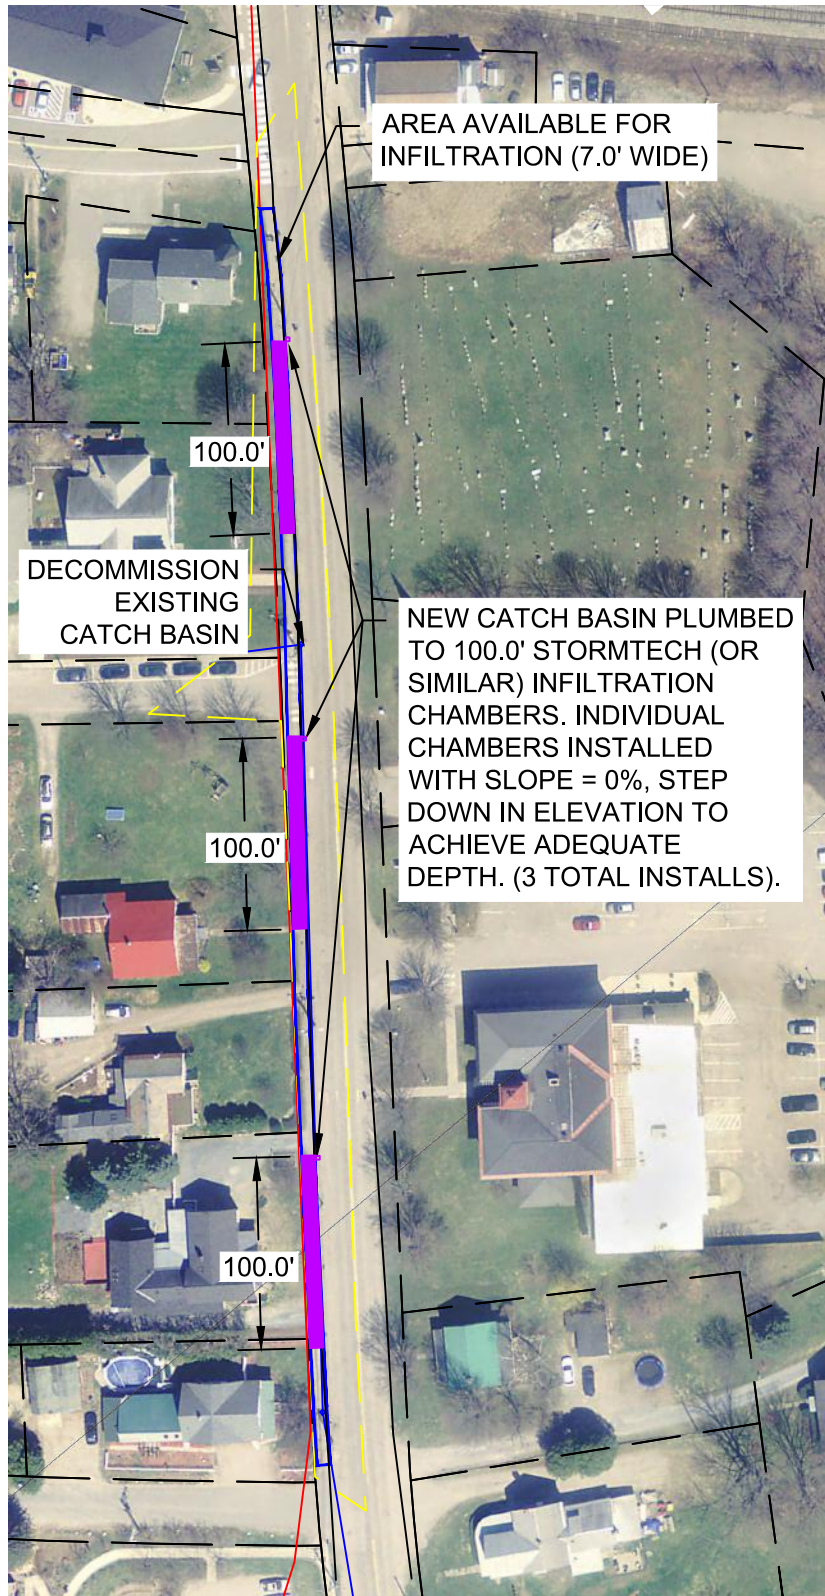 AREA AVAILABLE FOR
INFILTRATION (7.0' WIDE)
100.0'
DECOMMISSION
EXISTING
CATCH BASIN
NEW CATCH BASIN PLUMBED
TO 100.0' STORMTECH (OR
SIMILAR) INFILTRATION
CHAMBERS. INDIVIDUAL
CHAMBERS INSTALLED
WITH SLOPE = 0%, STEP
DOWN IN ELEVATION TO
ACHIEVE ADEQUATE
DEPTH. (3 TOTAL INSTALLS).
100.0'
100.0'